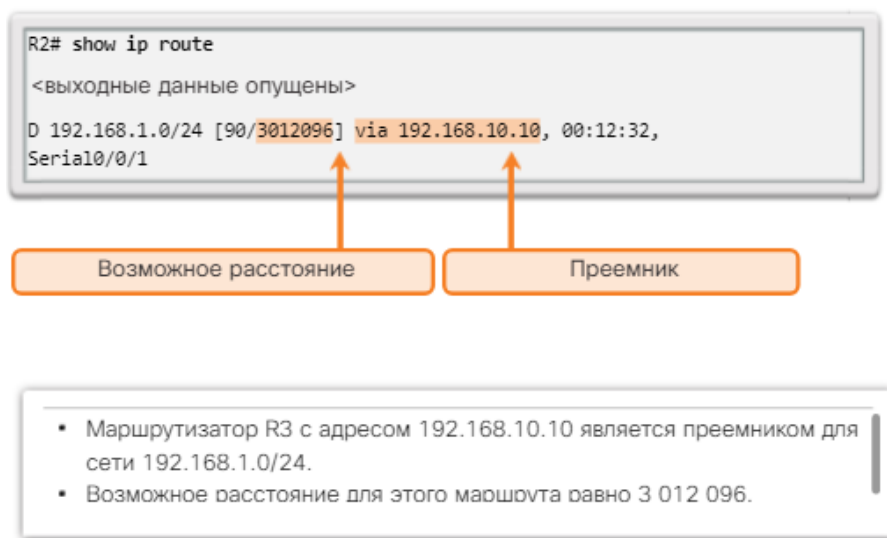 R2# show ip route
<выходные данные опущены>
D 192.168.1.0/24 [90/3012096] via 192.168.10.10, 00:12:32,
Serial0/0/1
Возможное расстояние
Преемник
• Маршрутизатор R3 с адресом 192.168.10.10 является преемником для
сети 192.168.1.0/24.
• Возможное расстояние для этого маршрута равно 3 012 096.